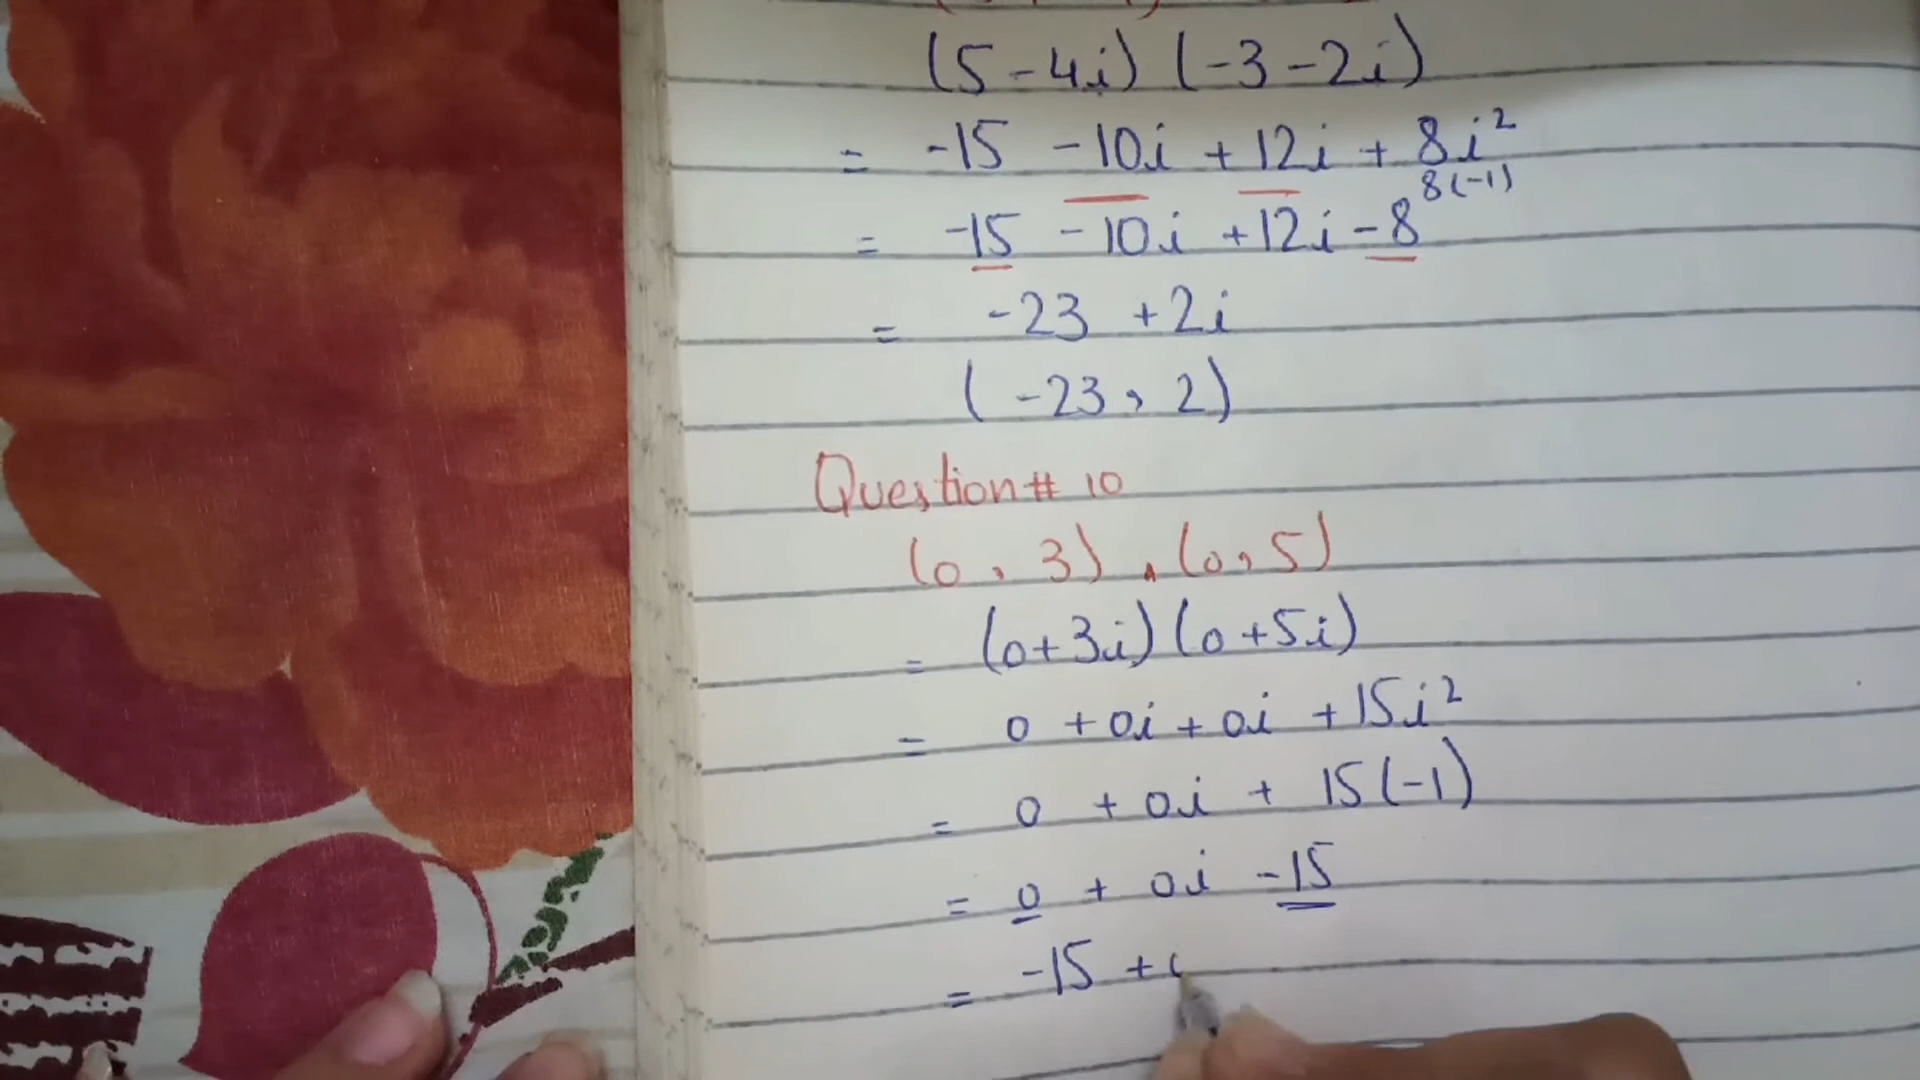 (5-4i) (-3-2i)
= -15 -10i +12i + 8i²
8(-1)
= -15 -10i +12i -8
= -23 +2i
(-23, 2)
Question# 10
(0, 3) . (0, 5)
= (0+3i) (0+5i)
= 0 +0i +0i +15i²
= 0 + 0i + 15(-1)
= 0 + 0i -15
= -15 +